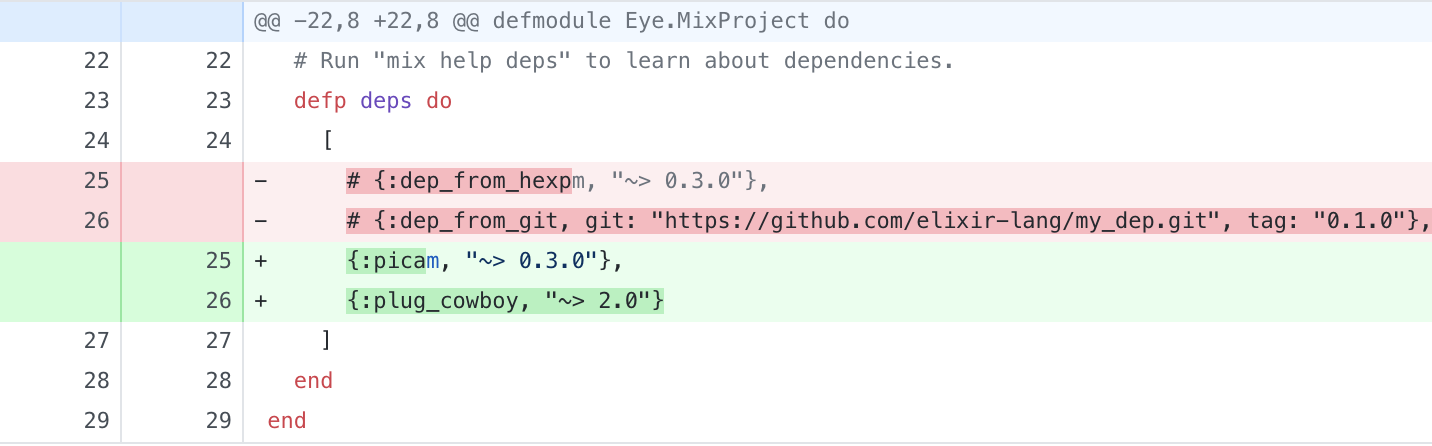 @@ -22,8 +22,8 @@ defmodule Eye.MixProject do
22 22 # Run "mix help deps" to learn about dependencies.
23 23 defp deps do
24 24 [
25 - # {:dep_from_hexpm, "~> 0.3.0"},
26 - # {:dep_from_git, git: "https://github.com/elixir-lang/my_dep.git", tag: "0.1.0"},
25 + {:picam, "~> 0.3.0"},
26 + {:plug_cowboy, "~> 2.0"}
27 27 ]
28 28 end
29 29 end